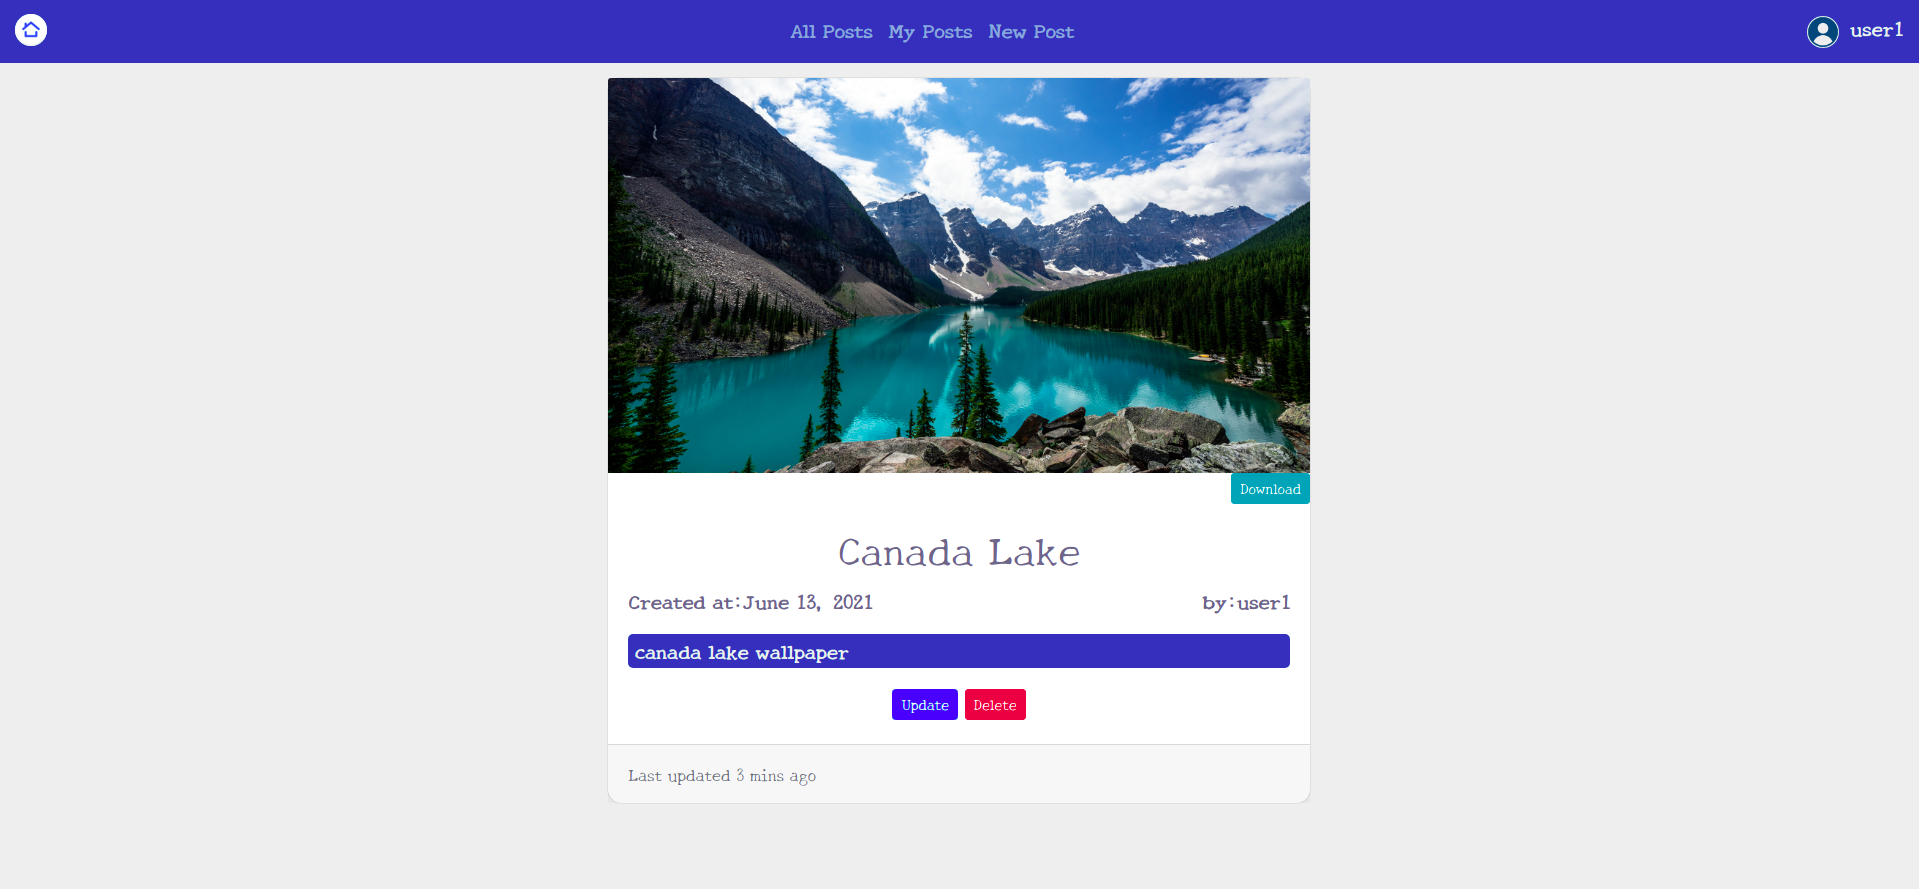 All Posts My Posts New Post user1
Download
Canada Lake
Created at:June 13, 2021 by:user1
canada lake wallpaper
Update Delete
Last updated 3 mins ago